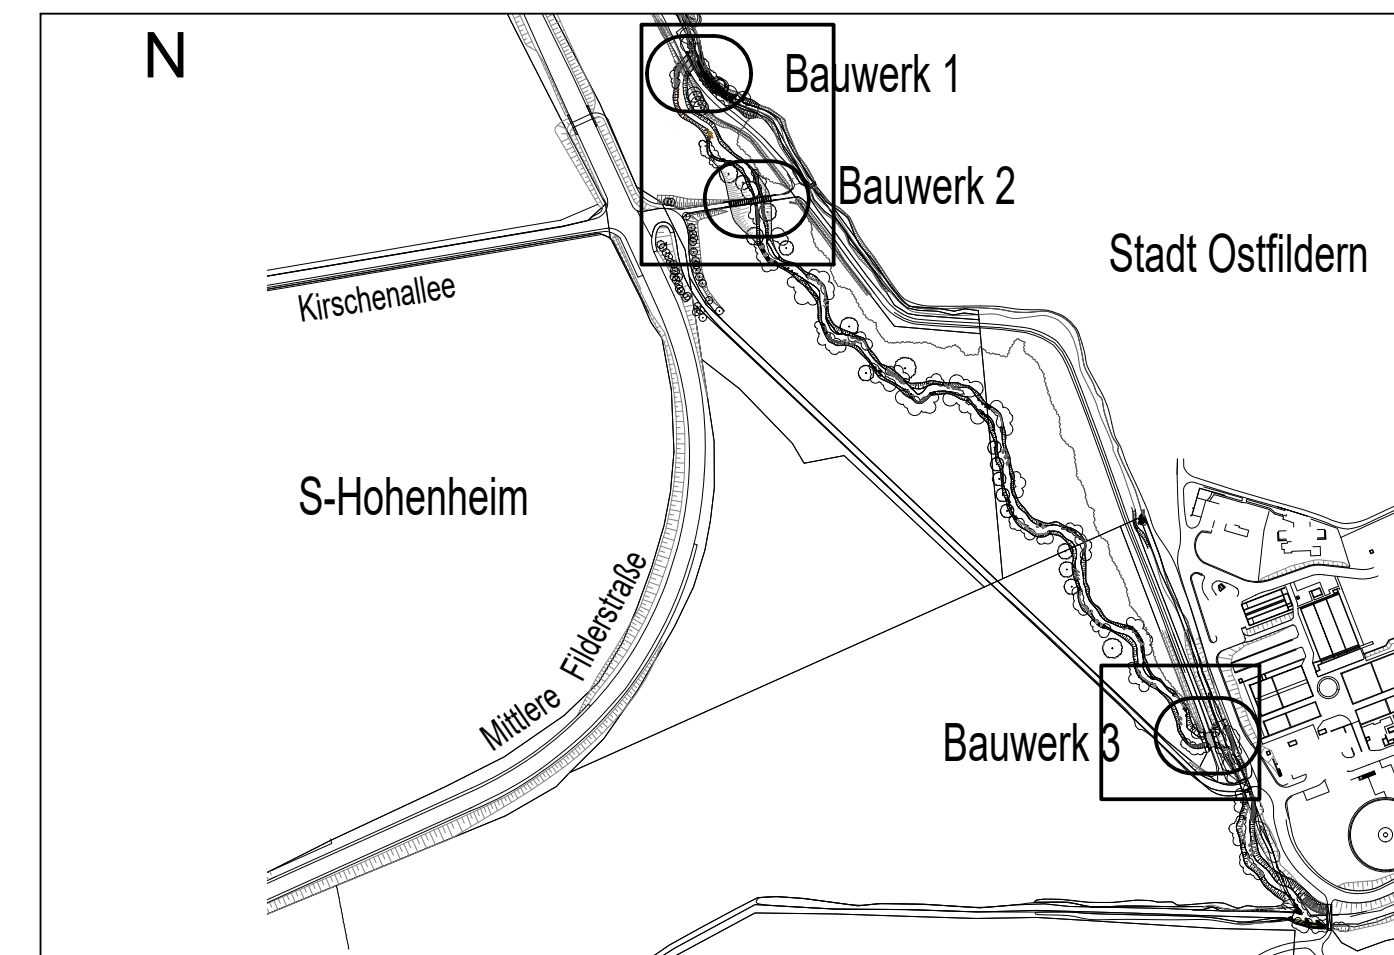 N
Bauwerk 1
Bauwerk 2
Stadt Ostfildern
Kirschenallee
S-Hohenheim
Mittlere Filderstraße
Bauwerk 3